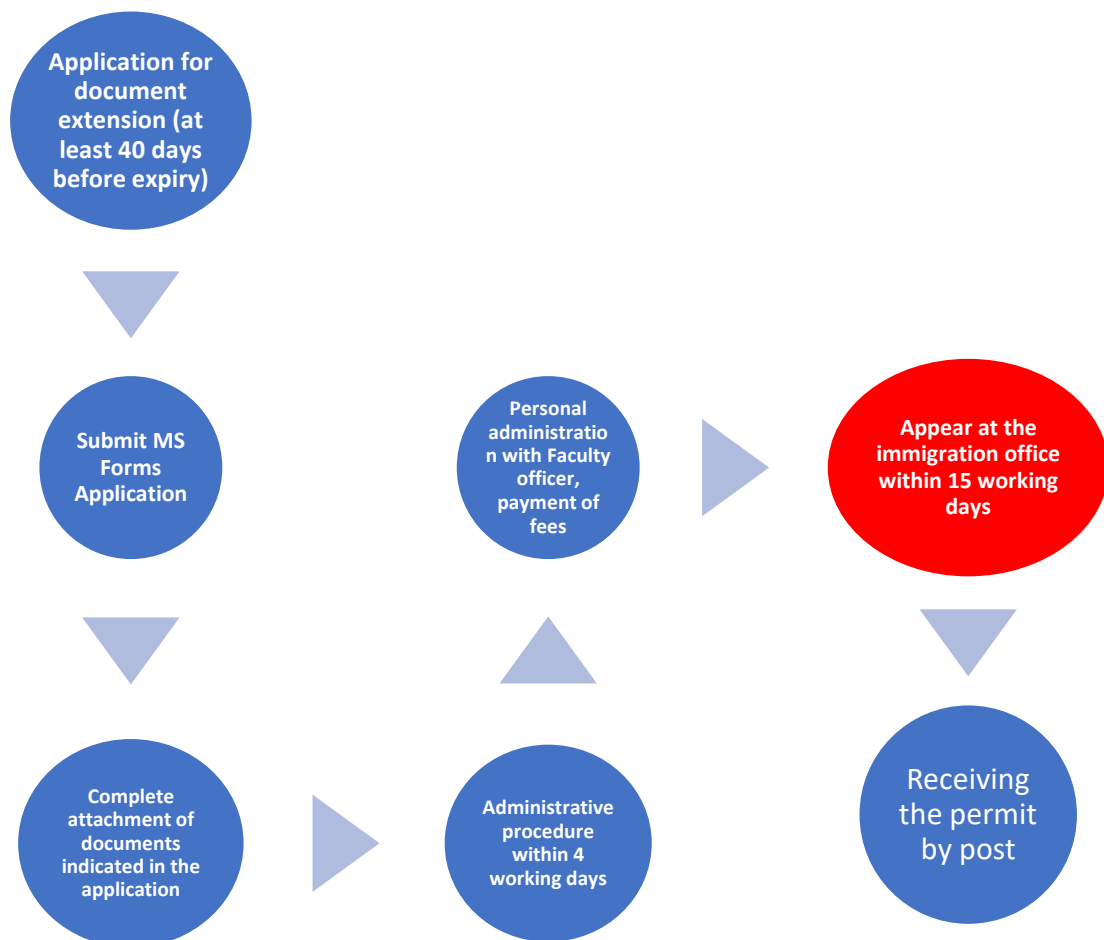 Application for
document
extension (at
least 40 days
before expiry)
Submit MS
Forms
Application
Complete
attachment of
documents
indicated in the
application
Administrative
procedure
within 4
working days
Personal
administratio
n with Faculty
officer,
payment of
fees
Appear at the
immigration office
within 15 working
days
Receiving
the permit
by post